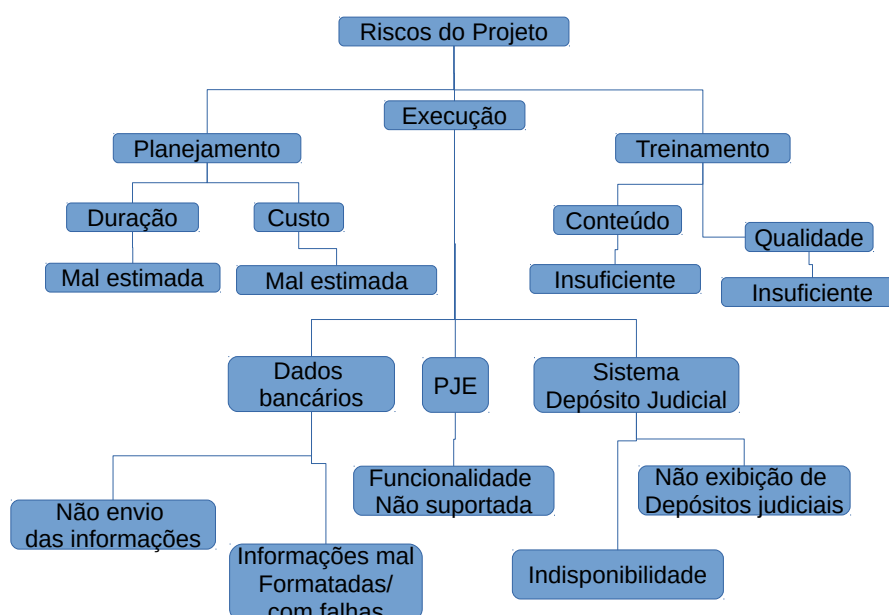 Riscos do Projeto
Execução
Planejamento
Treinamento
Duração
Custo
Conteúdo
Qualidade
Mal estimada
Mal estimada
Insuficiente
Insuficiente
Dados
bancários
PJE
Sistema
Depósito Judicial
Funcionalidade
Não suportada
Não exibição de
Depósitos judiciais
Não envio
das informações
Informações mal
Formatadas/
com falhas
Indisponibilidade